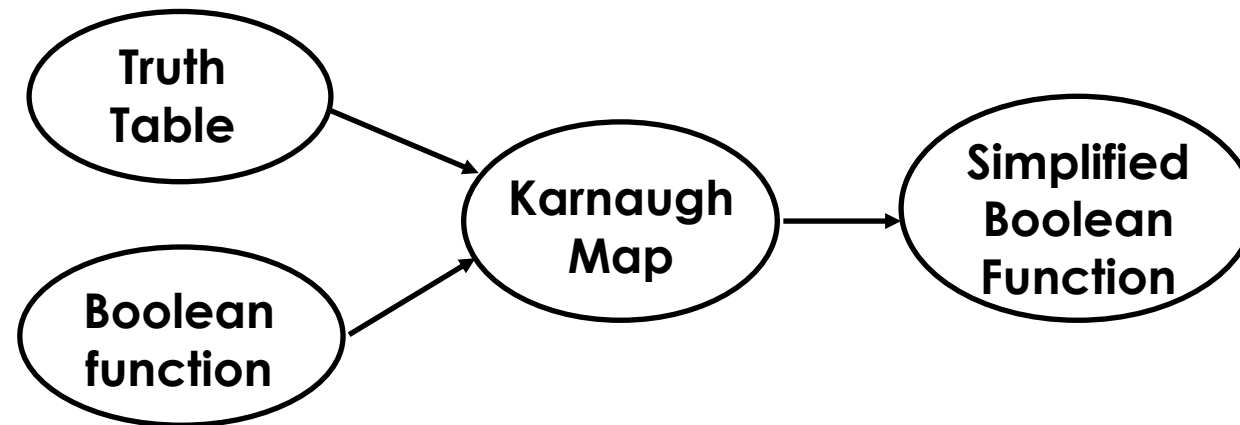 Truth
Table
Boolean
function
Karnaugh
Map
Simplified
Boolean
Function